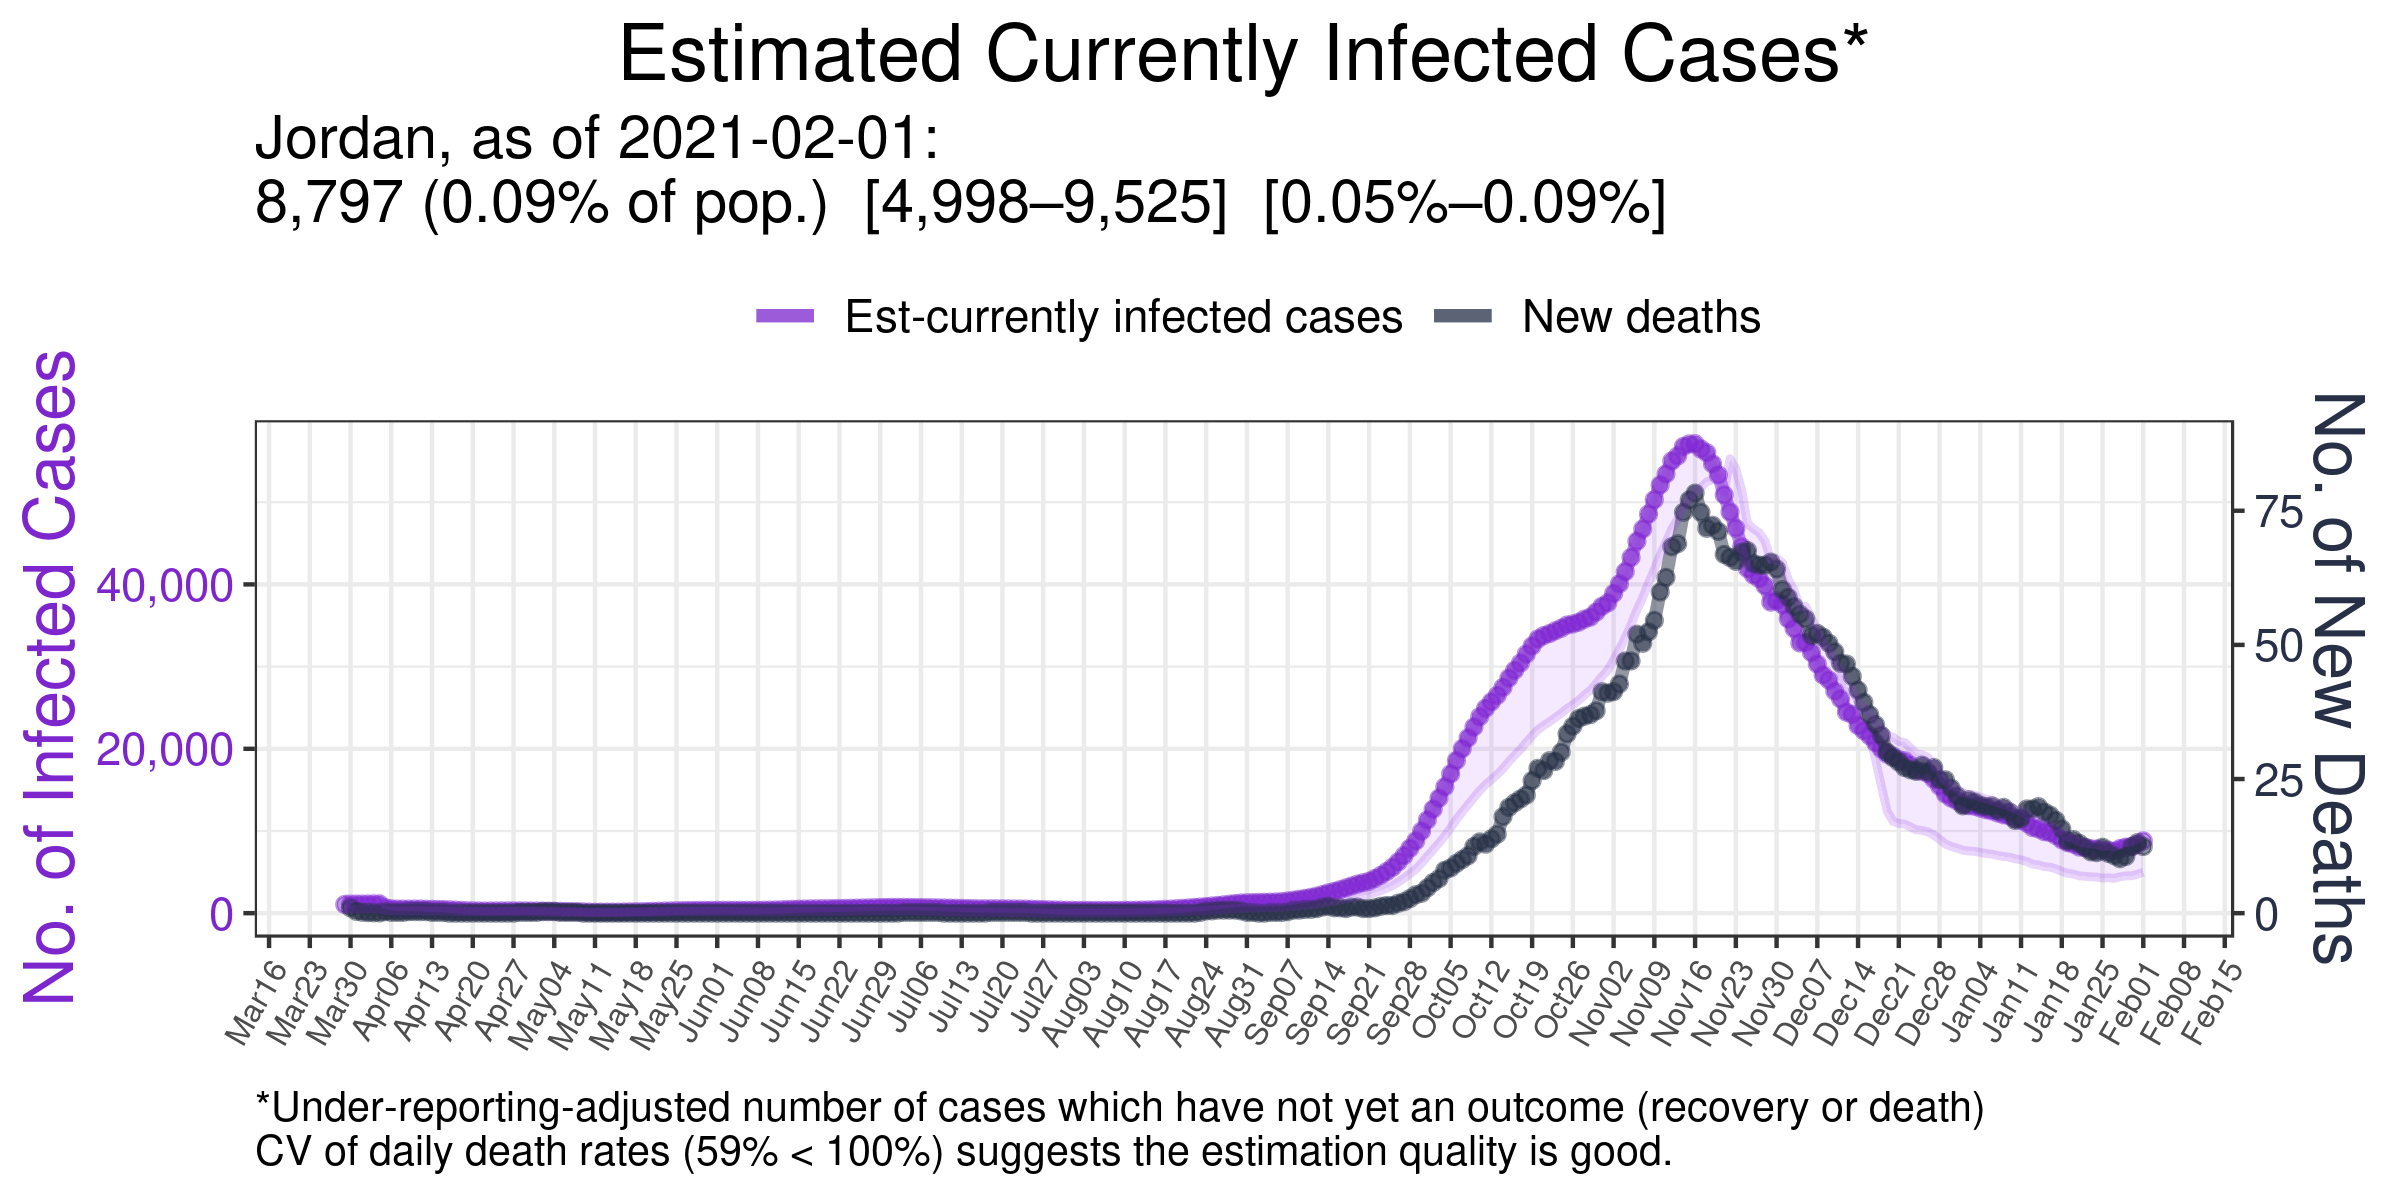 Estimated Currently Infected Cases*
Jordan, as of 2021-02-01:
8,797 (0.09% of pop.) [4,998–9,525] [0.05%–0.09%]
Est-currently infected cases New deaths
No. of Infected Cases
40,000
20,000
0
75
50
25
0
No. of New Deaths
Mar16 Mar23 Mar30 Apr06 Apr13 Apr20 Apr27 May04 May11 May18 May25 Jun01 Jun08 Jun15 Jun22 Jun29 Jul06 Jul13 Jul20 Jul27 Aug03 Aug10 Aug17 Aug24 Aug31 Sep07 Sep14 Sep21 Sep28 Oct05 Oct12 Oct19 Oct26 Nov02 Nov09 Nov16 Nov23 Nov30 Dec07 Dec14 Dec21 Dec28 Dec24 Jan04 Jan11 Jan18 Jan25 Feb01 Feb08 Feb15
*Under-reporting-adjusted number of cases which have not yet an outcome (recovery or death)
CV of daily death rates (59% < 100%) suggests the estimation quality is good.